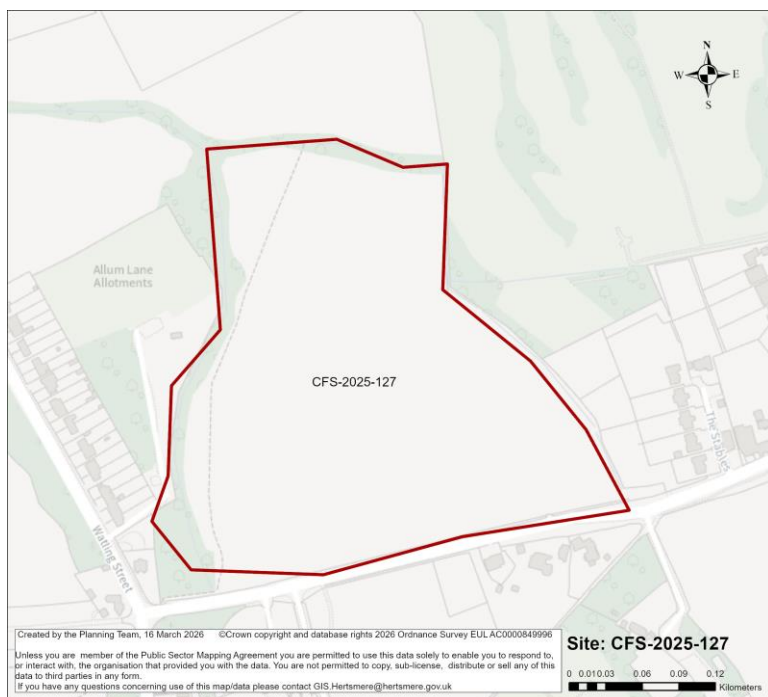 N
W E
S
Allum Lane
Allotments
CFS-2025-127
The Stables
Watling Street
Created by the Planning Team, 16 March 2026 ©Crown copyright and database rights 2026 Ordnance Survey EUL AC0000849996
Unless you are member of the Public Sector Mapping Agreement you are permitted to use this data solely to enable you to respond to,
or interact with, the organisation that provided you with the data. You are not permitted to copy, sub-license, distribute or sell any of this
data to third parties in any form.
If you have any questions concerning use of this map/data please contact GIS.Hertsmere@hertsmere.gov.uk
Site: CFS-2025-127
0 0.01 0.03 0.06 0.09 0.12
Kilometers